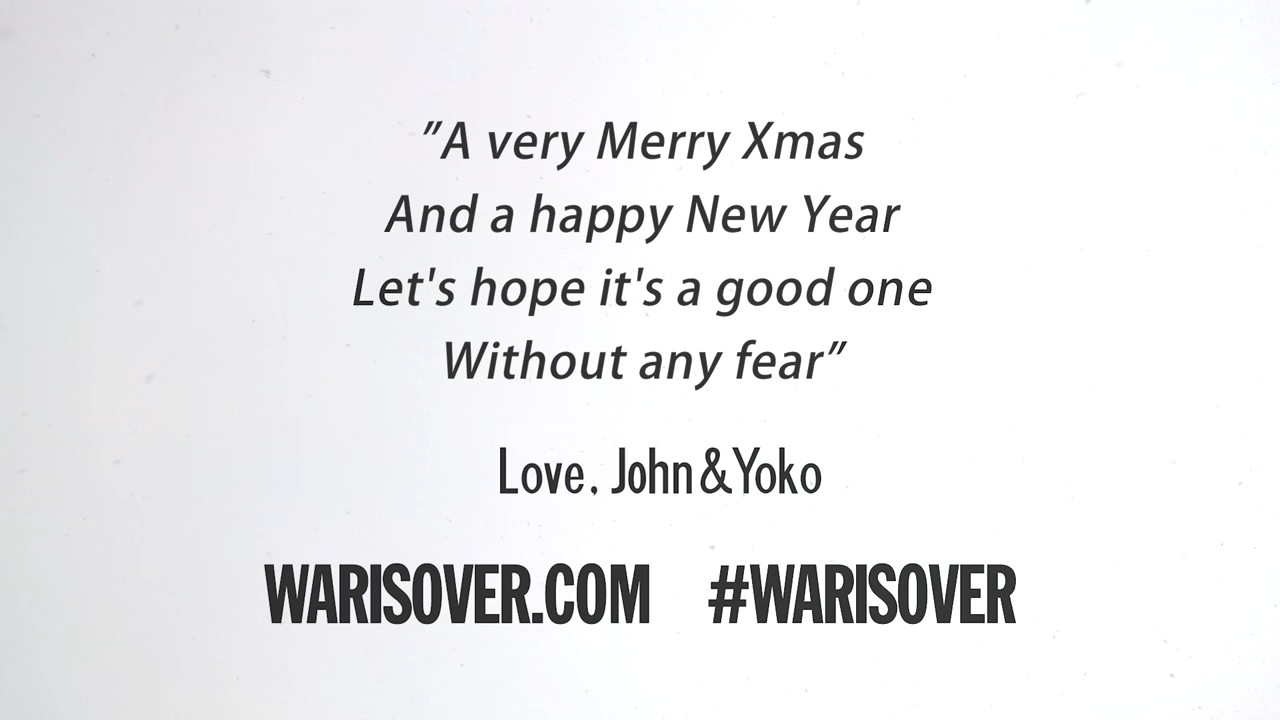 "A very Merry Xmas
And a happy New Year
Let's hope it's a good one
Without any fear"
Love, John & Yoko
WARISOVER.COM #WARISOVER